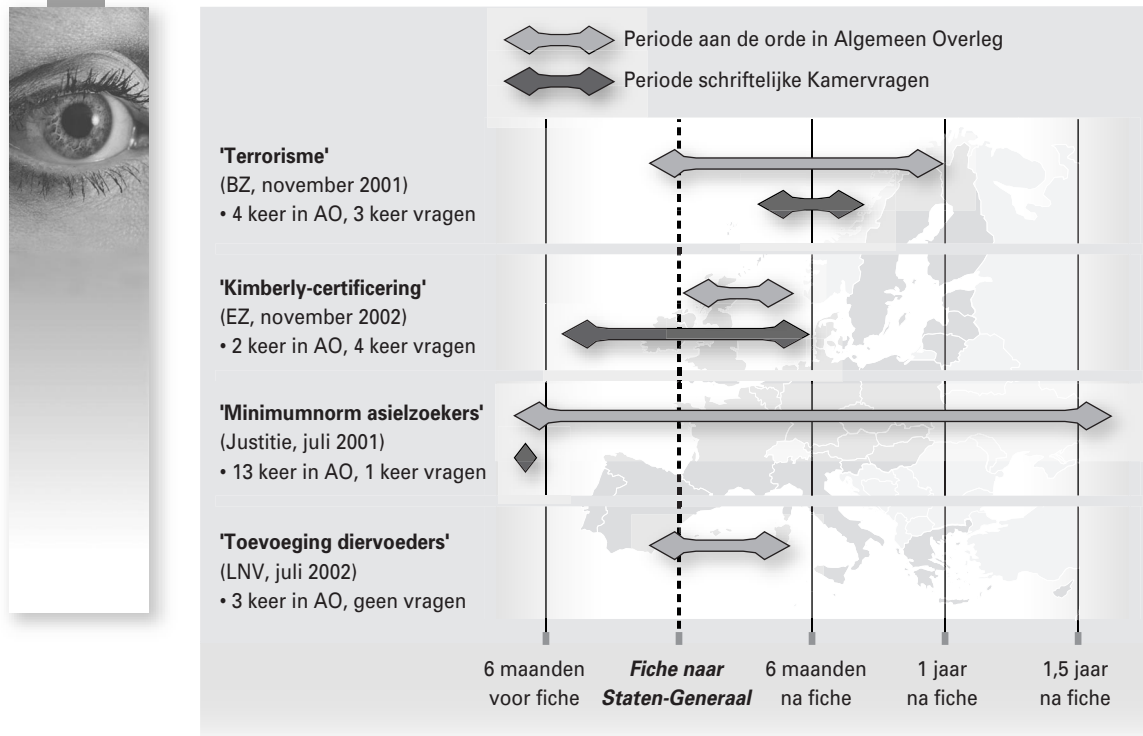 Periode aan de orde in Algemeen Overleg
Periode schriftelijke Kamervragen
'Terrorisme'
(BZ, november 2001)
• 4 keer in AO, 3 keer vragen
'Kimberly-certificering'
(EZ, november 2002)
• 2 keer in AO, 4 keer vragen
'Minimumnorm asielzoekers'
(Justitie, juli 2001)
• 13 keer in AO, 1 keer vragen
'Toevoeging diervoeders'
(LNV, juli 2002)
• 3 keer in AO, geen vragen
6 maanden
voor fiche
Fiche naar
Staten-Generaal
6 maanden
na fiche
1 jaar
na fiche
1,5 jaar
na fiche